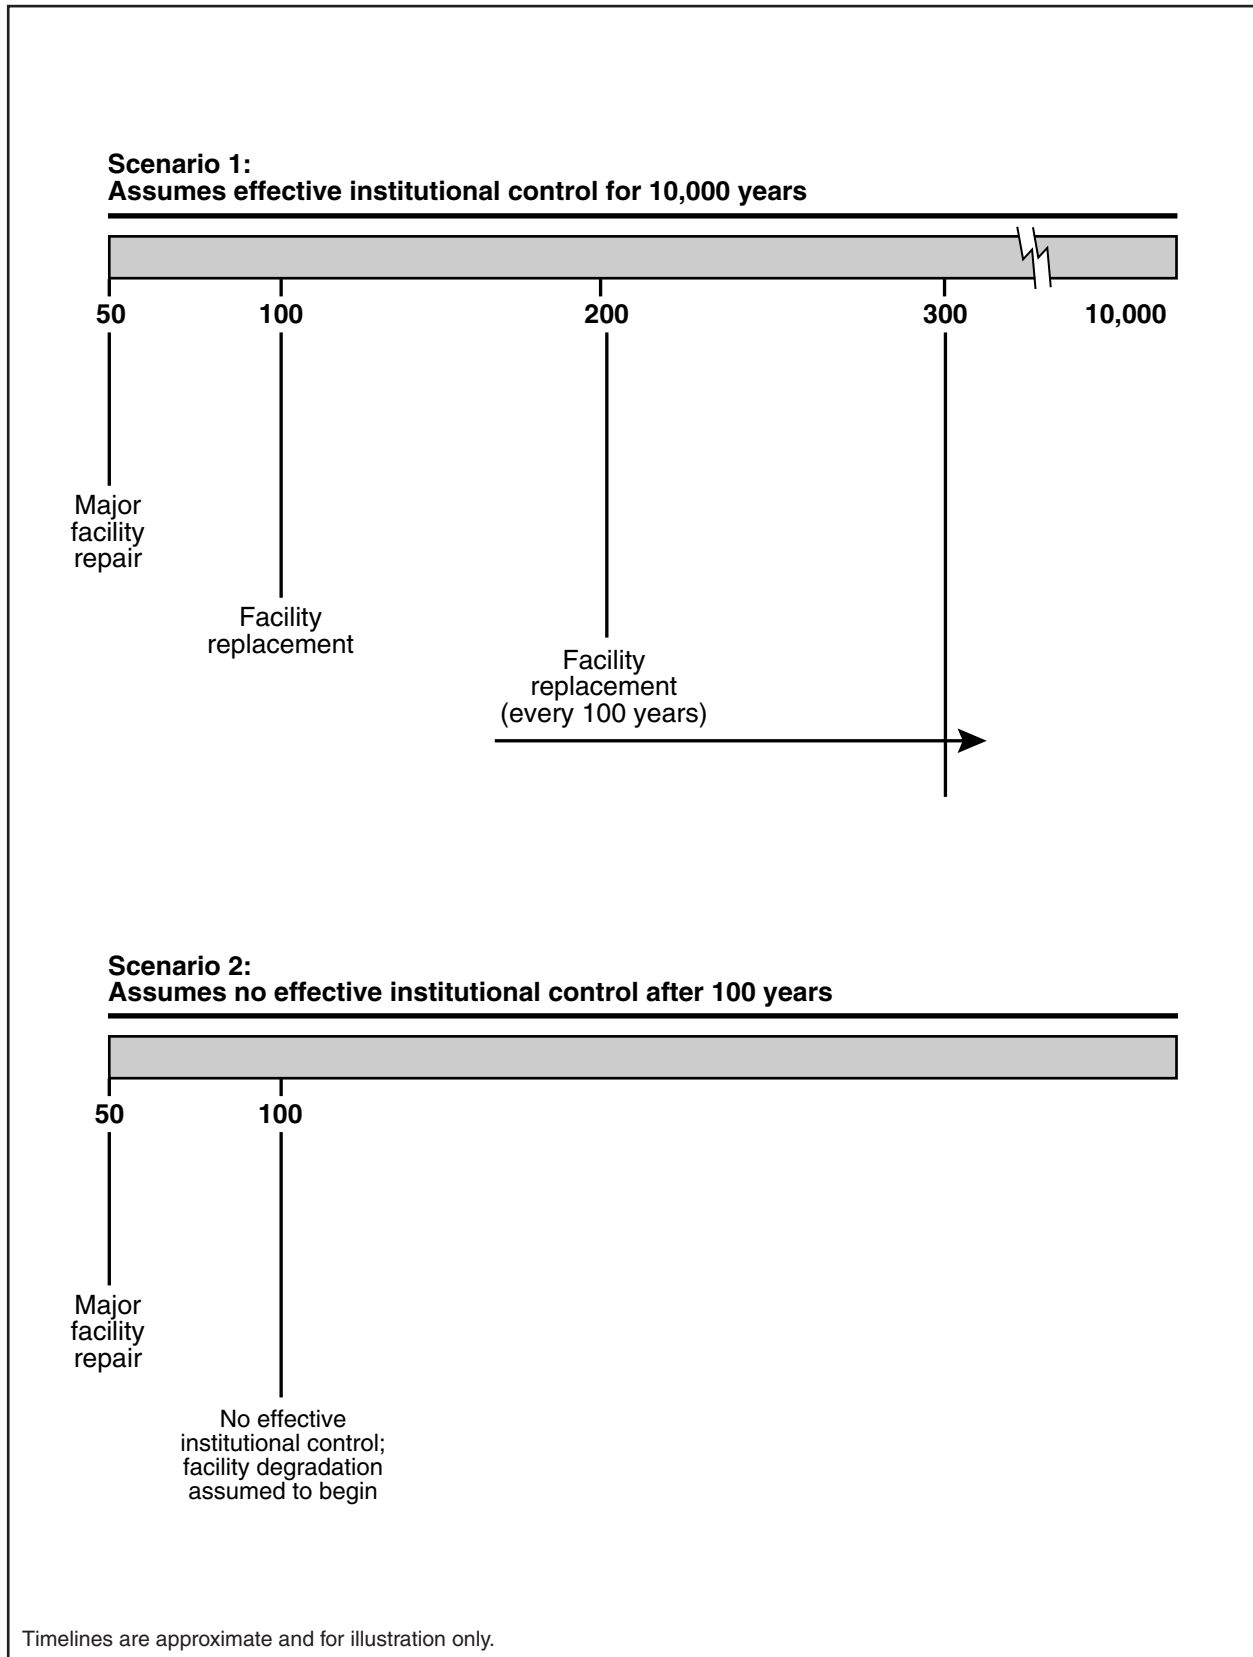 Scenario 1:
Assumes effective institutional control for 10,000 years
50 100 200 300 10,000
Major
facility
repair
Facility
replacement
Facility
replacement
(every 100 years)
Scenario 2:
Assumes no effective institutional control after 100 years
50 100
Major
facility
repair
No effective
institutional control;
facility degradation
assumed to begin
Timelines are approximate and for illustration only.